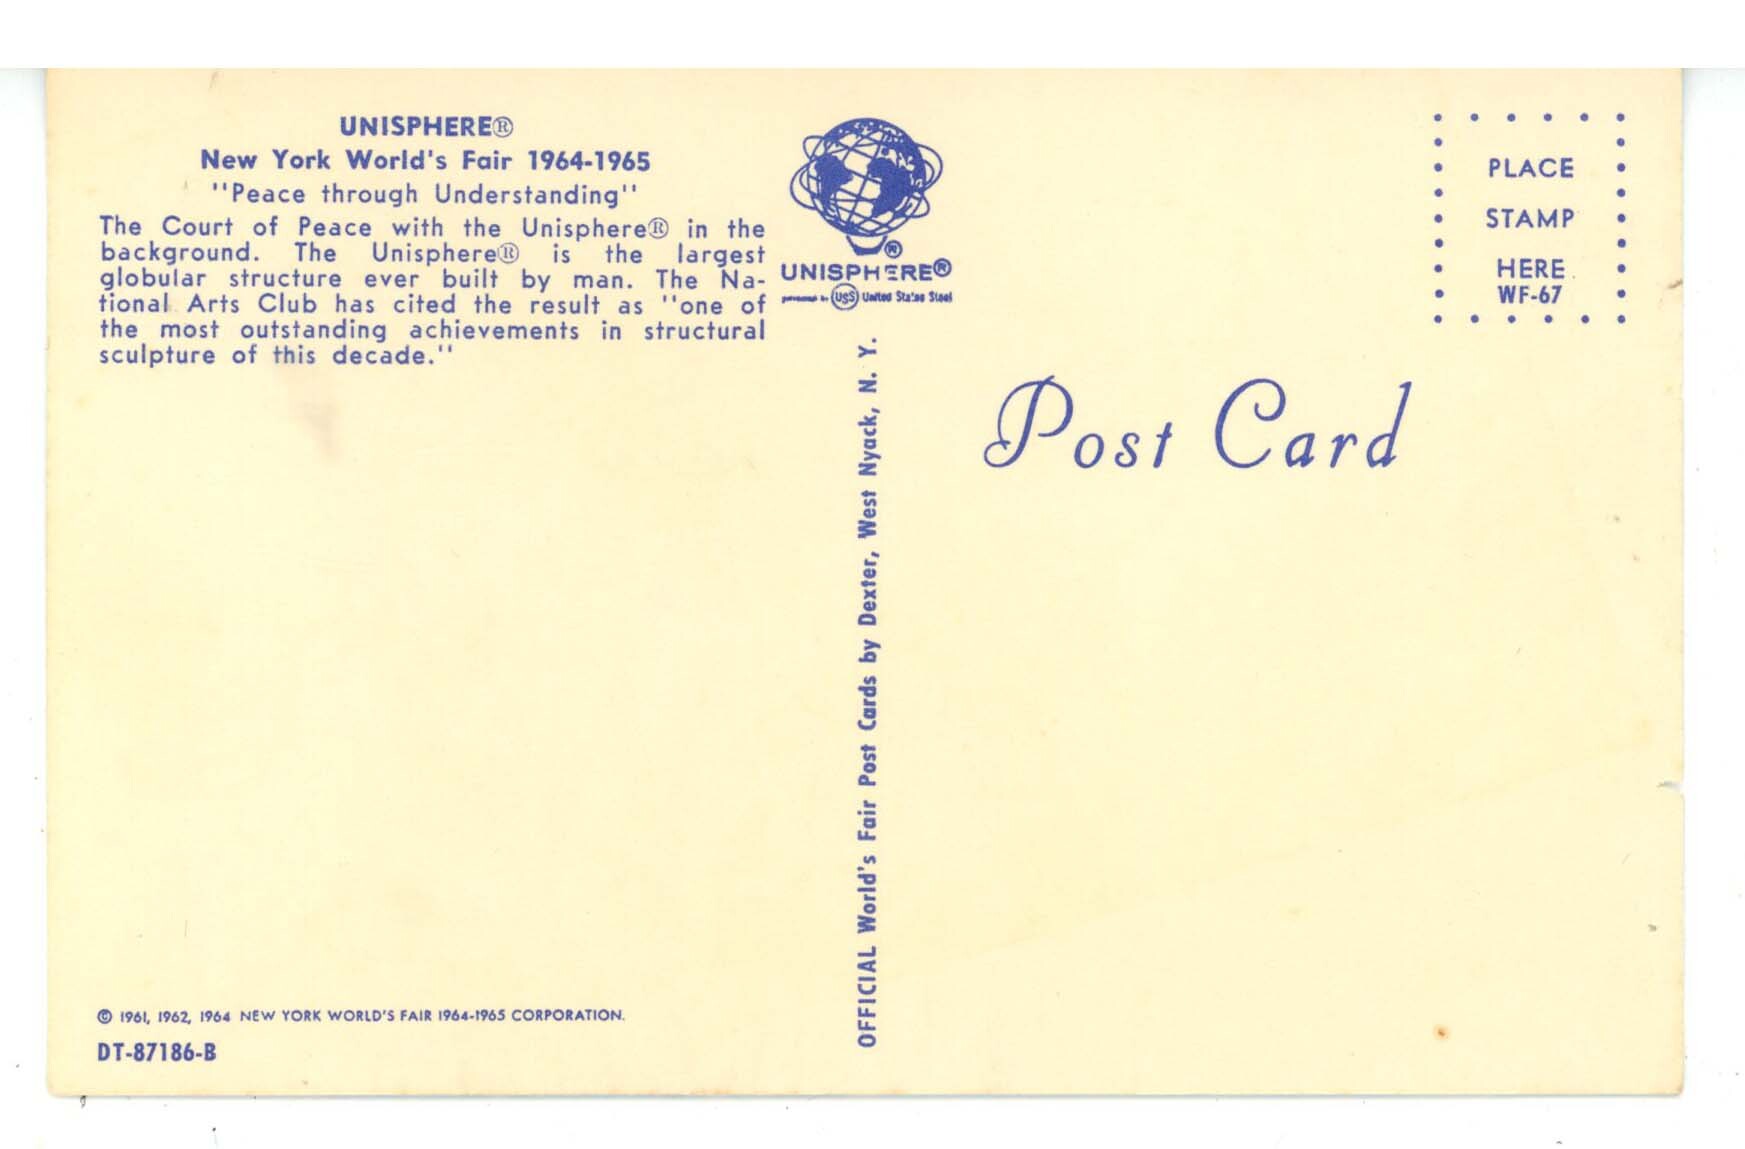 UNISPHERE®
New York World's Fair 1964-1965
"Peace through Understanding"
The Court of Peace with the Unisphere® in the
background. The Unisphere® is the largest
globular structure ever built by man. The Na-
tional Arts Club has cited the result as "one of
the most outstanding achievements in structural
sculpture of this decade."
© 1961, 1962, 1964 NEW YORK WORLD'S FAIR 1964-1965 CORPORATION.
DT-87186-B
®
UNISPHERE®
presented by USS United States Steel
OFFICIAL World's Fair Post Cards by Dexter, West Nyack, N. Y.
Post Card
PLACE
STAMP
HERE
WF-67